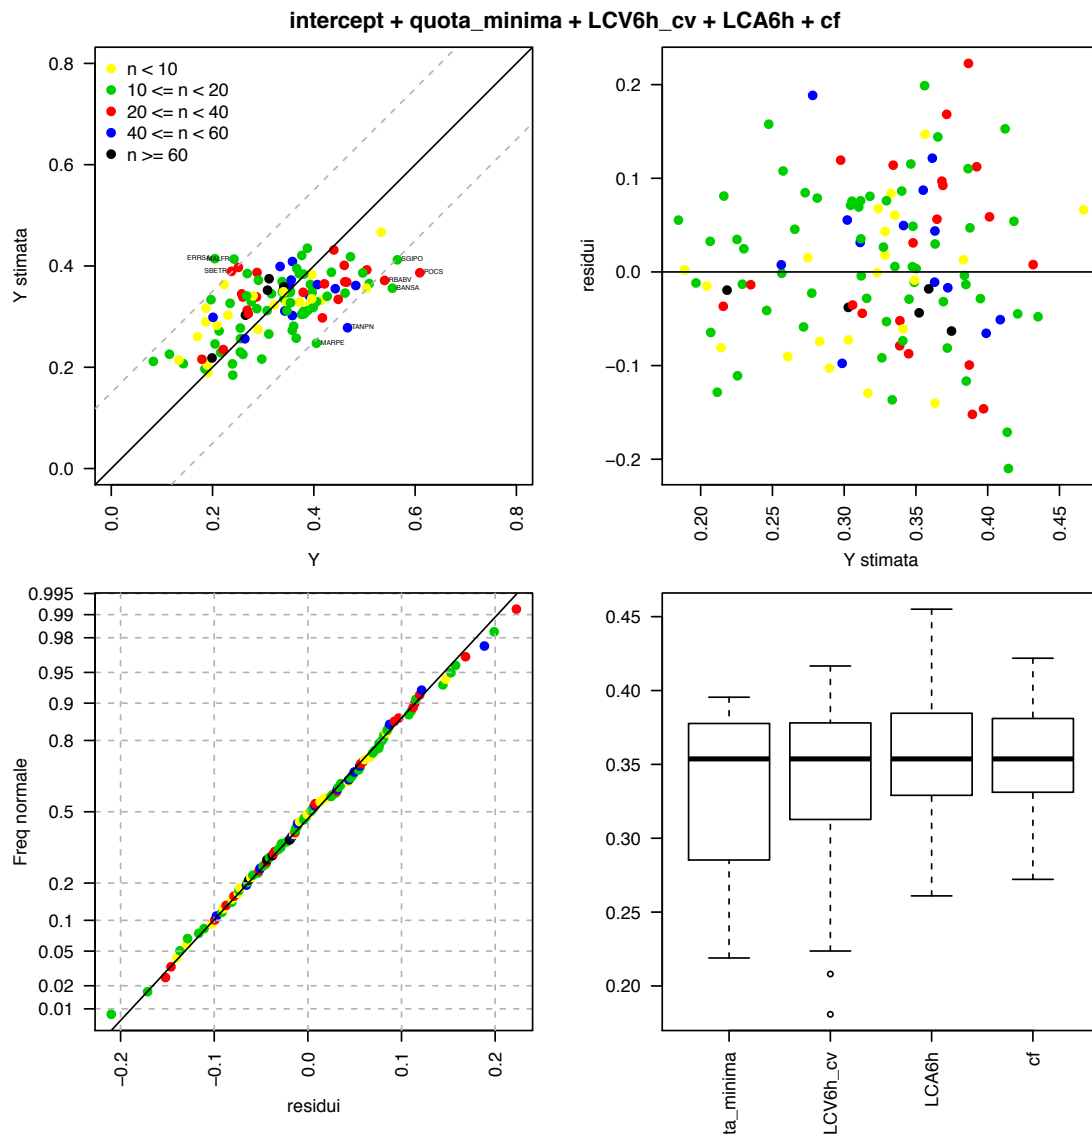 intercept + quota_minima + LCV6h_cv + LCA6h + cf
n < 10
10 <= n < 20
20 <= n < 40
40 <= n < 60
n >= 60
Y stimata
0.8
0.6
0.4
0.2
0.0
0.0
0.2
0.4
0.6
0.8
Y
MALFR
SBETR
SGIPO
POCS
RBABV
BANSA
TANPN
MARPE
residui
0.2
0.1
0.0
−0.1
−0.2
0.20
0.25
0.30
0.35
0.40
0.45
Y stimata
Freq normale
0.995
0.99
0.98
0.95
0.9
0.8
0.5
0.2
0.1
0.05
0.02
0.01
−0.2
−0.1
0.0
0.1
0.2
residui
0.45
0.40
0.35
0.30
0.25
0.20
ta_minima
LCV6h_cv
LCA6h
cf